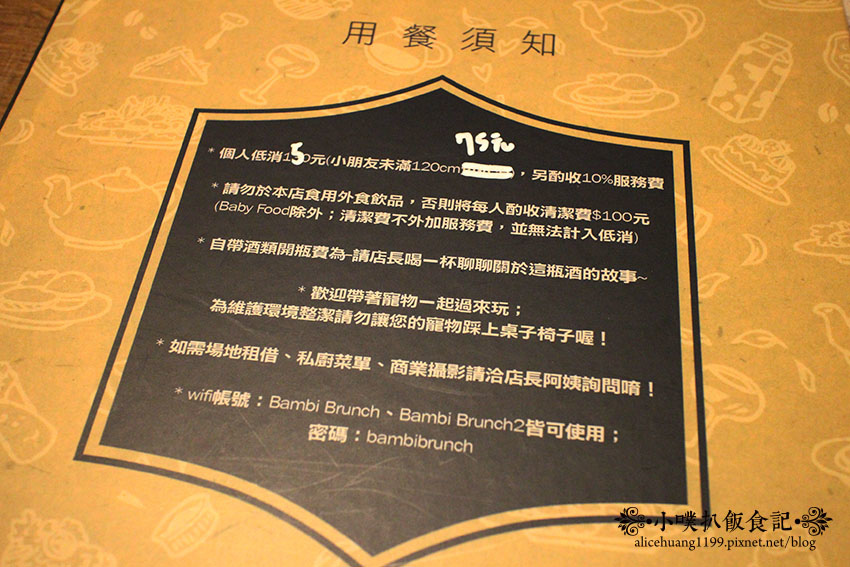 用餐須知
75元
* 個人低消150元(小朋友未滿120cm ，另酌收10%服務費
* 請勿於本店食用外食飲品，否則將每人酌收清潔費$100元
(Baby Food除外；清潔費不外加服務費，並無法計入低消)
* 自帶酒類開瓶費為-請店長喝一杯聊聊關於這瓶酒的故事~
* 歡迎帶著寵物一起過來玩；
為維護環境整潔請勿讓您的寵物踩上桌子椅子喔！
* 如需場地租借、私廚菜單、商業攝影請洽店長阿姨詢問唷！
* wifi帳號：Bambi Brunch、Bambi Brunch2皆可使用；
密碼：bambibrunch
小噗扒飯食記
alicehuang1199.pixnet.net/blog